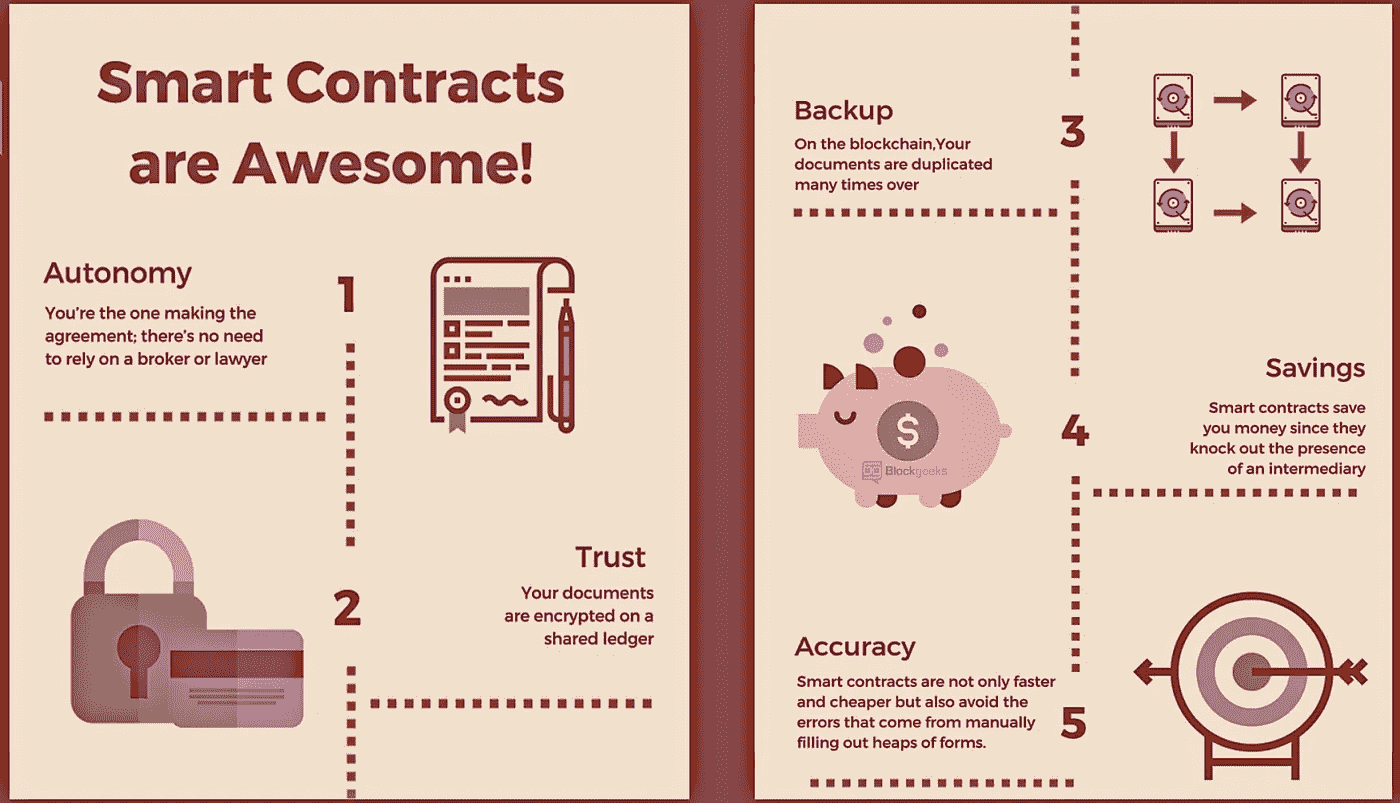 Smart Contracts
are Awesome!
Autonomy
You're the one making the
agreement; there's no need
to rely on a broker or lawyer
1
2
Trust
Your documents
are encrypted on a
shared ledger
Backup
On the blockchain,Your
documents are duplicated
many times over
3
$
Blockgeeks
4
Savings
Smart contracts save
you money since they
knock out the presence
of an intermediary
Accuracy
Smart contracts are not only faster
and cheaper but also avoid the
errors that come from manually
filling out heaps of forms.
5